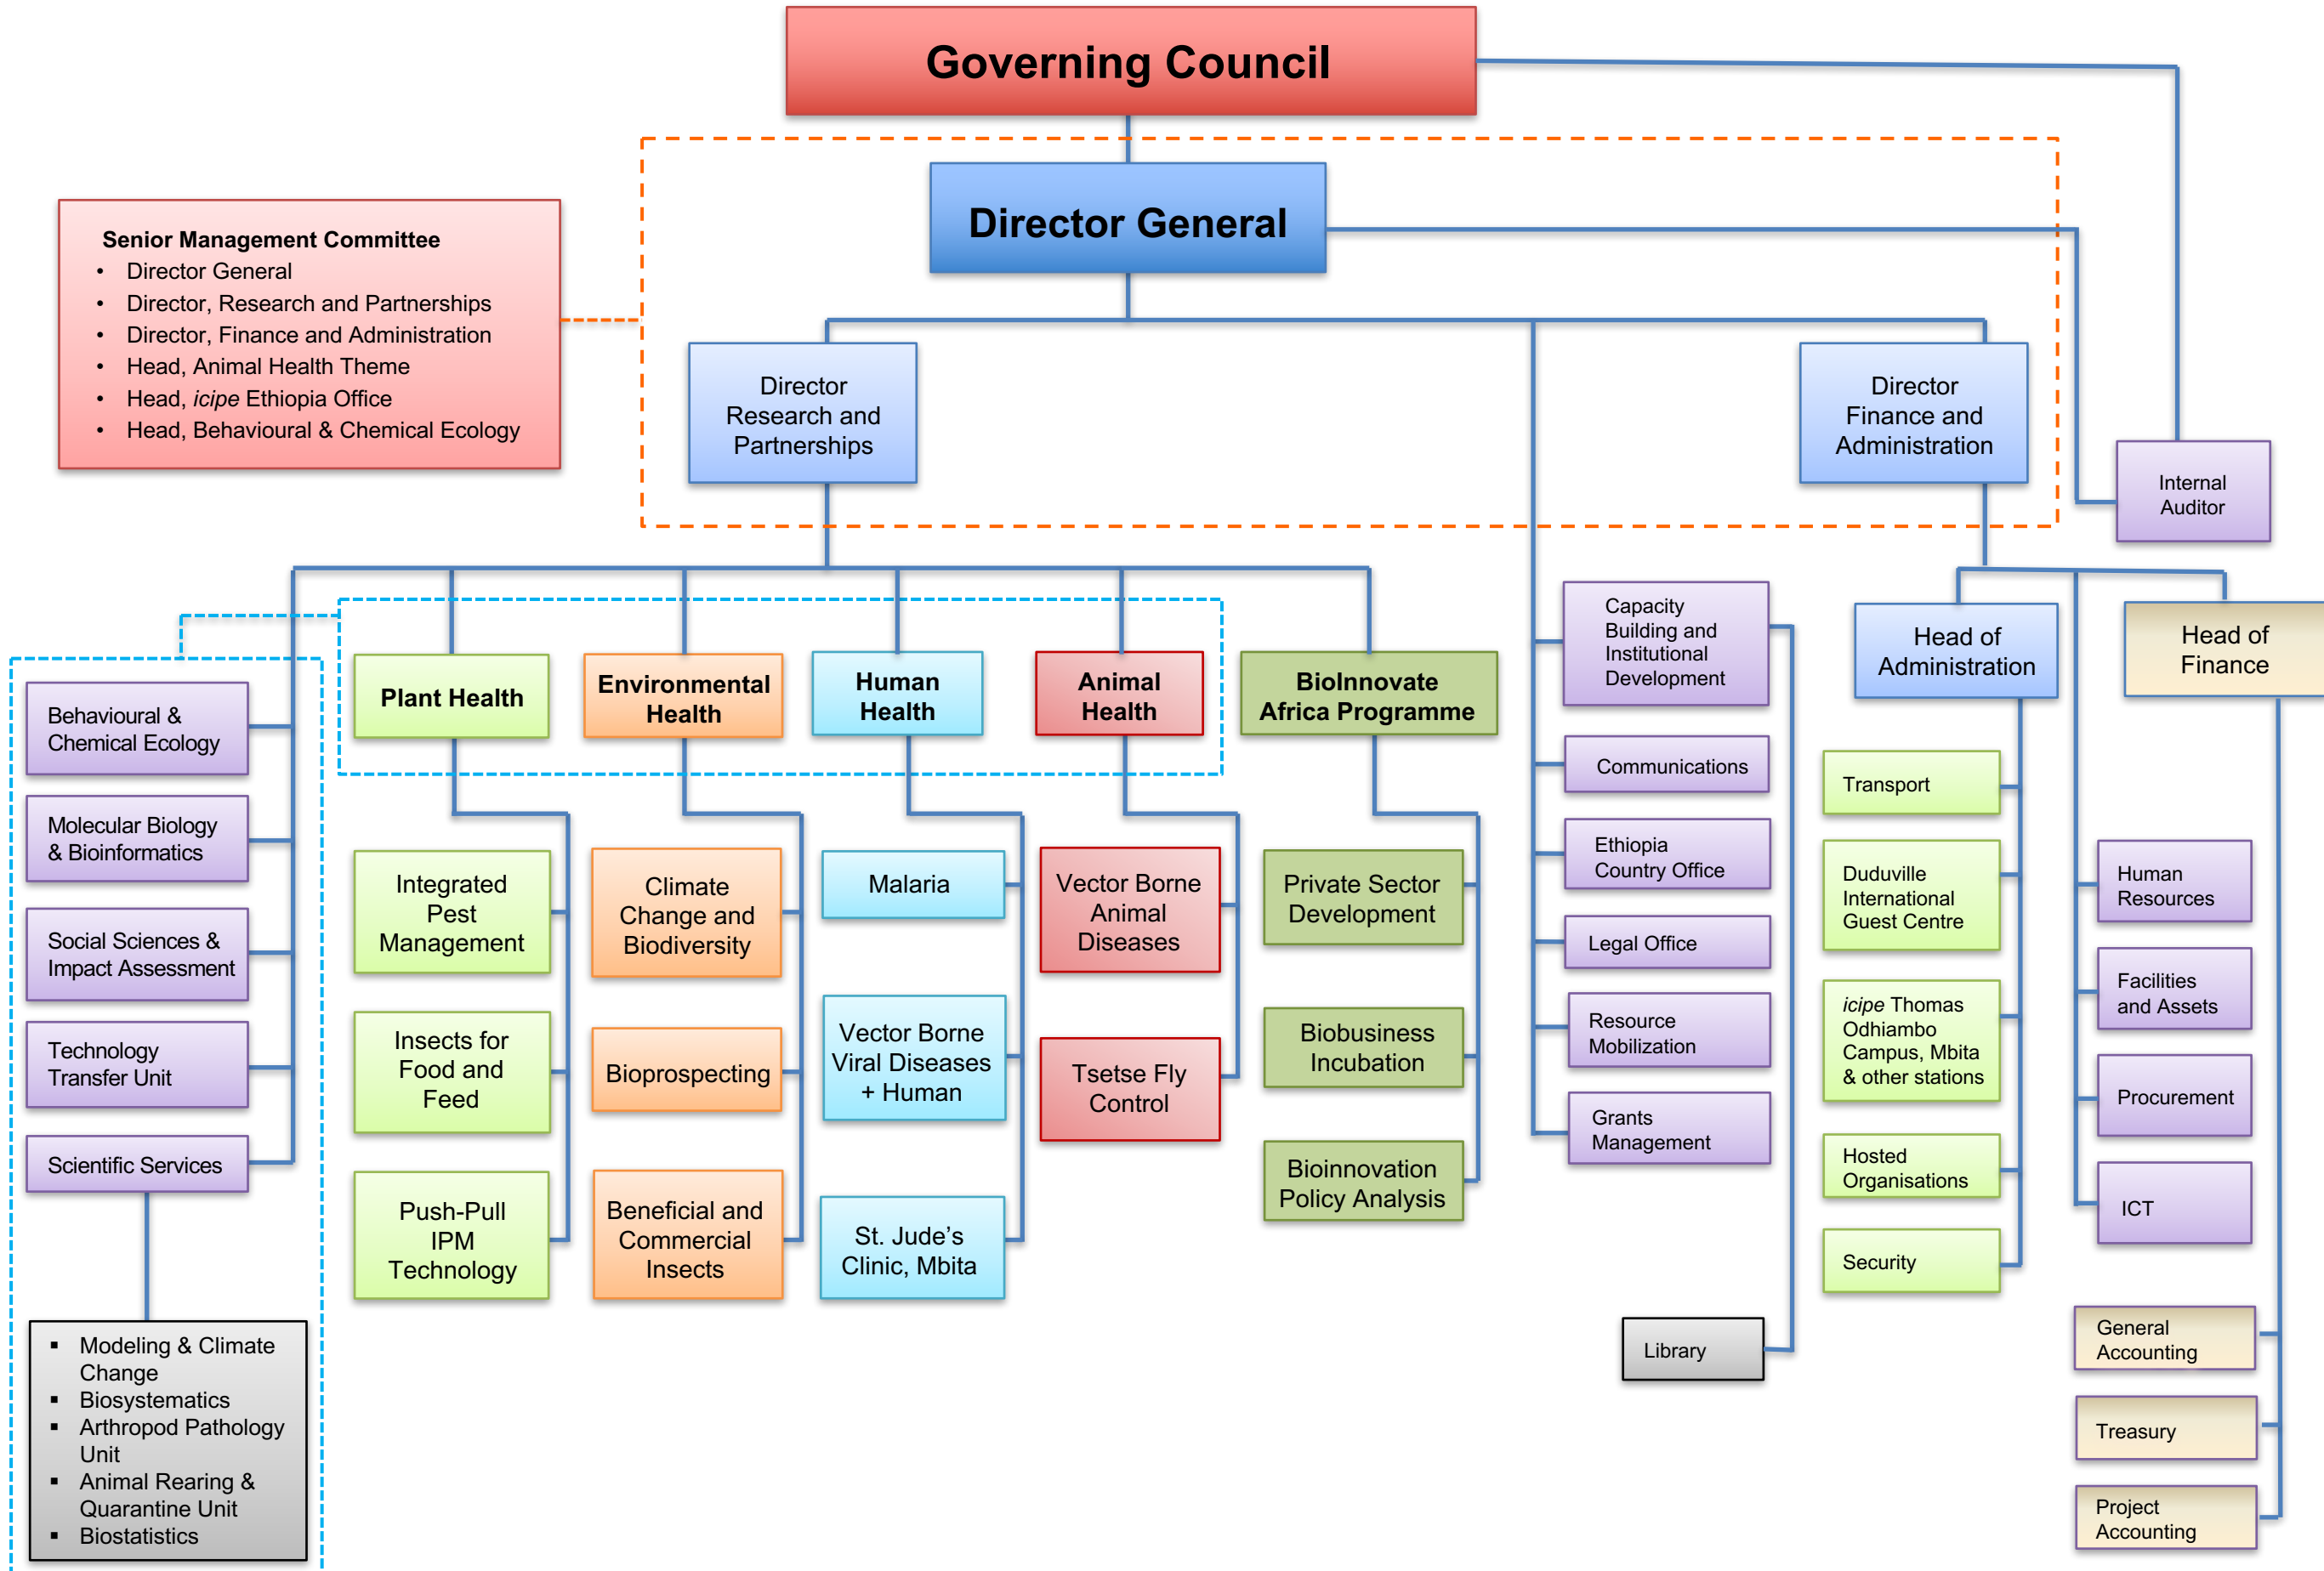 Governing Council
Director General
Senior Management Committee
• Director General
• Director, Research and Partnerships
• Director, Finance and Administration
• Head, Animal Health Theme
• Head, icipe Ethiopia Office
• Head, Behavioural & Chemical Ecology
Director
Research and
Partnerships
Director
Finance and
Administration
Internal
Auditor
Behavioural &
Chemical Ecology
Molecular Biology
& Bioinformatics
Social Sciences &
Impact Assessment
Technology
Transfer Unit
Scientific Services
▪ Modeling & Climate
Change
▪ Biosystematics
▪ Arthropod Pathology
Unit
▪ Animal Rearing &
Quarantine Unit
▪ Biostatistics
Plant Health
Integrated
Pest
Management
Insects for
Food and
Feed
Push-Pull
IPM
Technology
Environmental
Health
Climate
Change and
Biodiversity
Bioprospecting
Beneficial and
Commercial
Insects
Human
Health
Malaria
Vector Borne
Viral Diseases
+ Human
St. Jude’s
Clinic, Mbita
Animal
Health
Vector Borne
Animal
Diseases
Tsetse Fly
Control
BioInnovate
Africa Programme
Private Sector
Development
Biobusiness
Incubation
Bioinnovation
Policy Analysis
Capacity
Building and
Institutional
Development
Communications
Ethiopia
Country Office
Legal Office
Resource
Mobilization
Grants
Management
Library
Head of
Administration
Transport
Duduville
International
Guest Centre
icipe Thomas
Odhiambo
Campus, Mbita
& other stations
Hosted
Organisations
Security
Human
Resources
Facilities
and Assets
Procurement
ICT
Head of
Finance
General
Accounting
Treasury
Project
Accounting